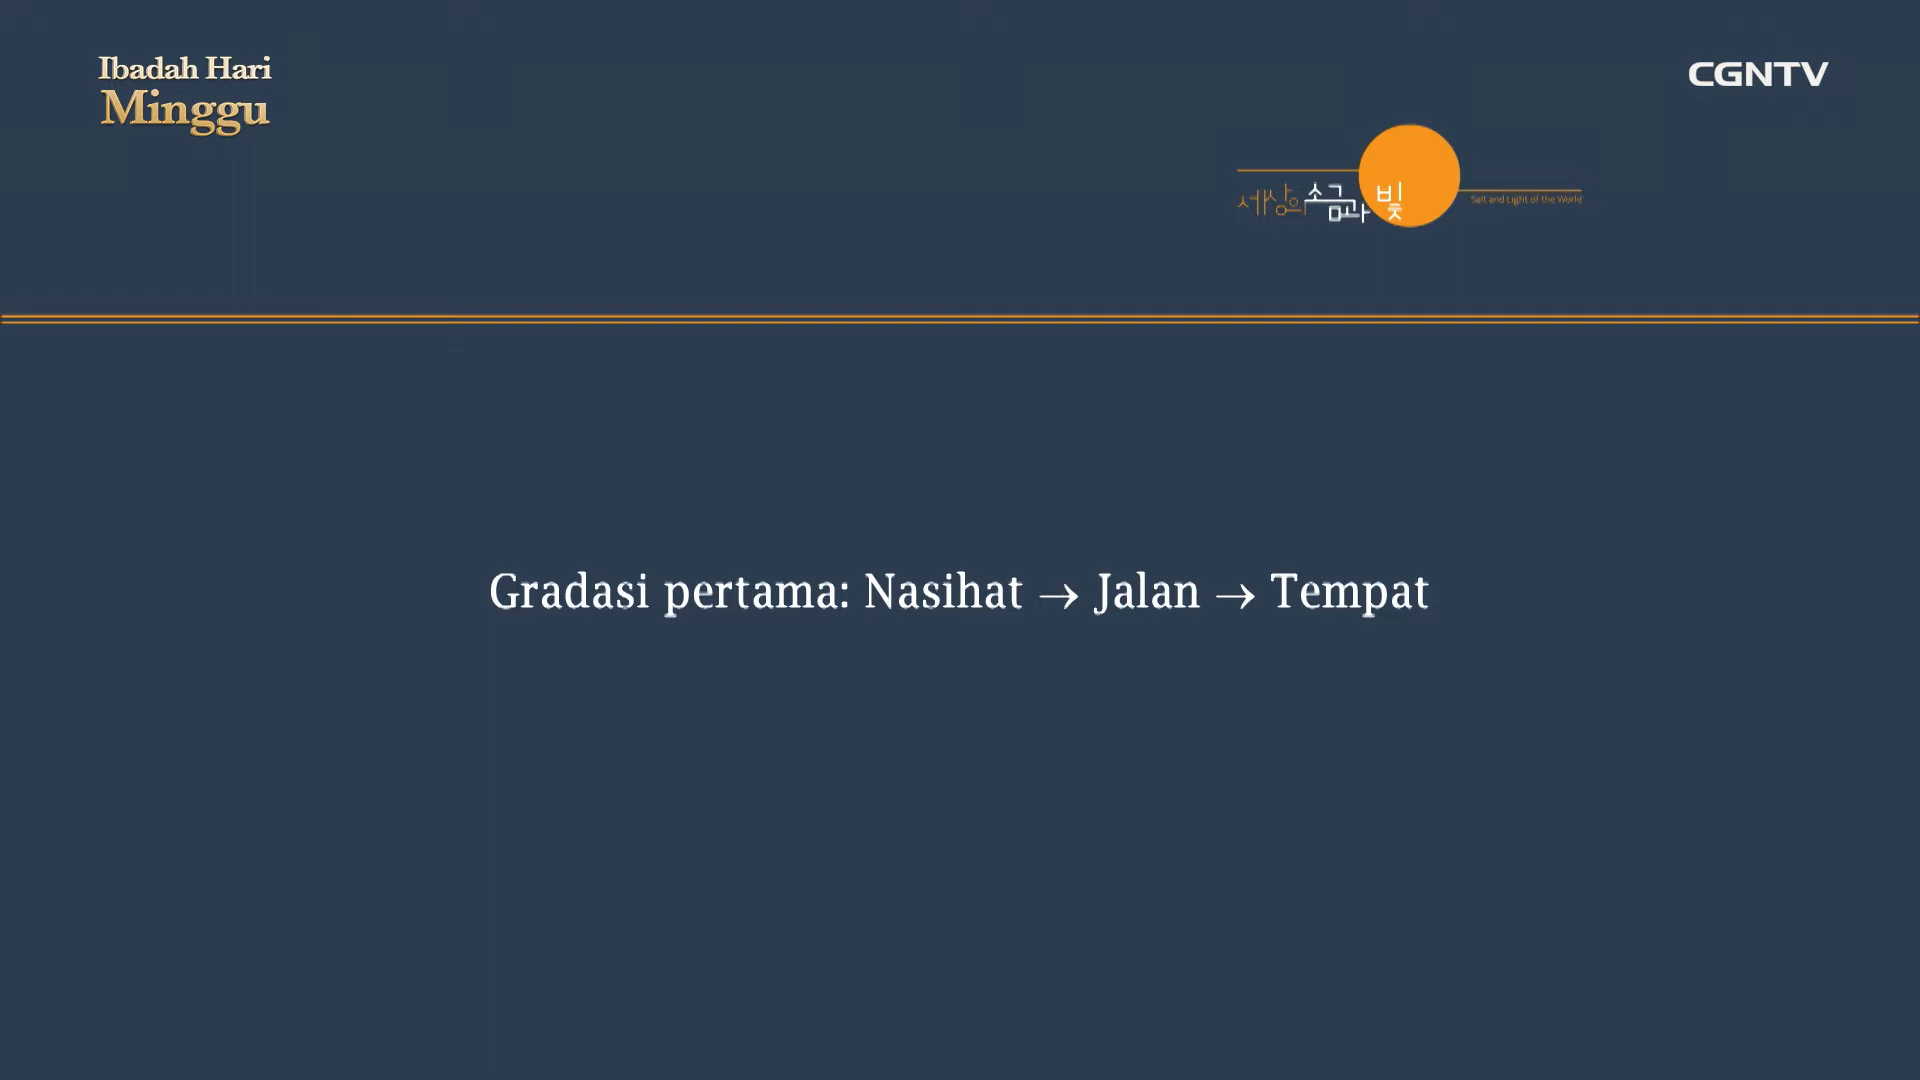 Ibadah Hari
Minggu
CGNTV
세상의 소금과 빛
Salt and Light of the World
Gradasi pertama: Nasihat → Jalan → Tempat